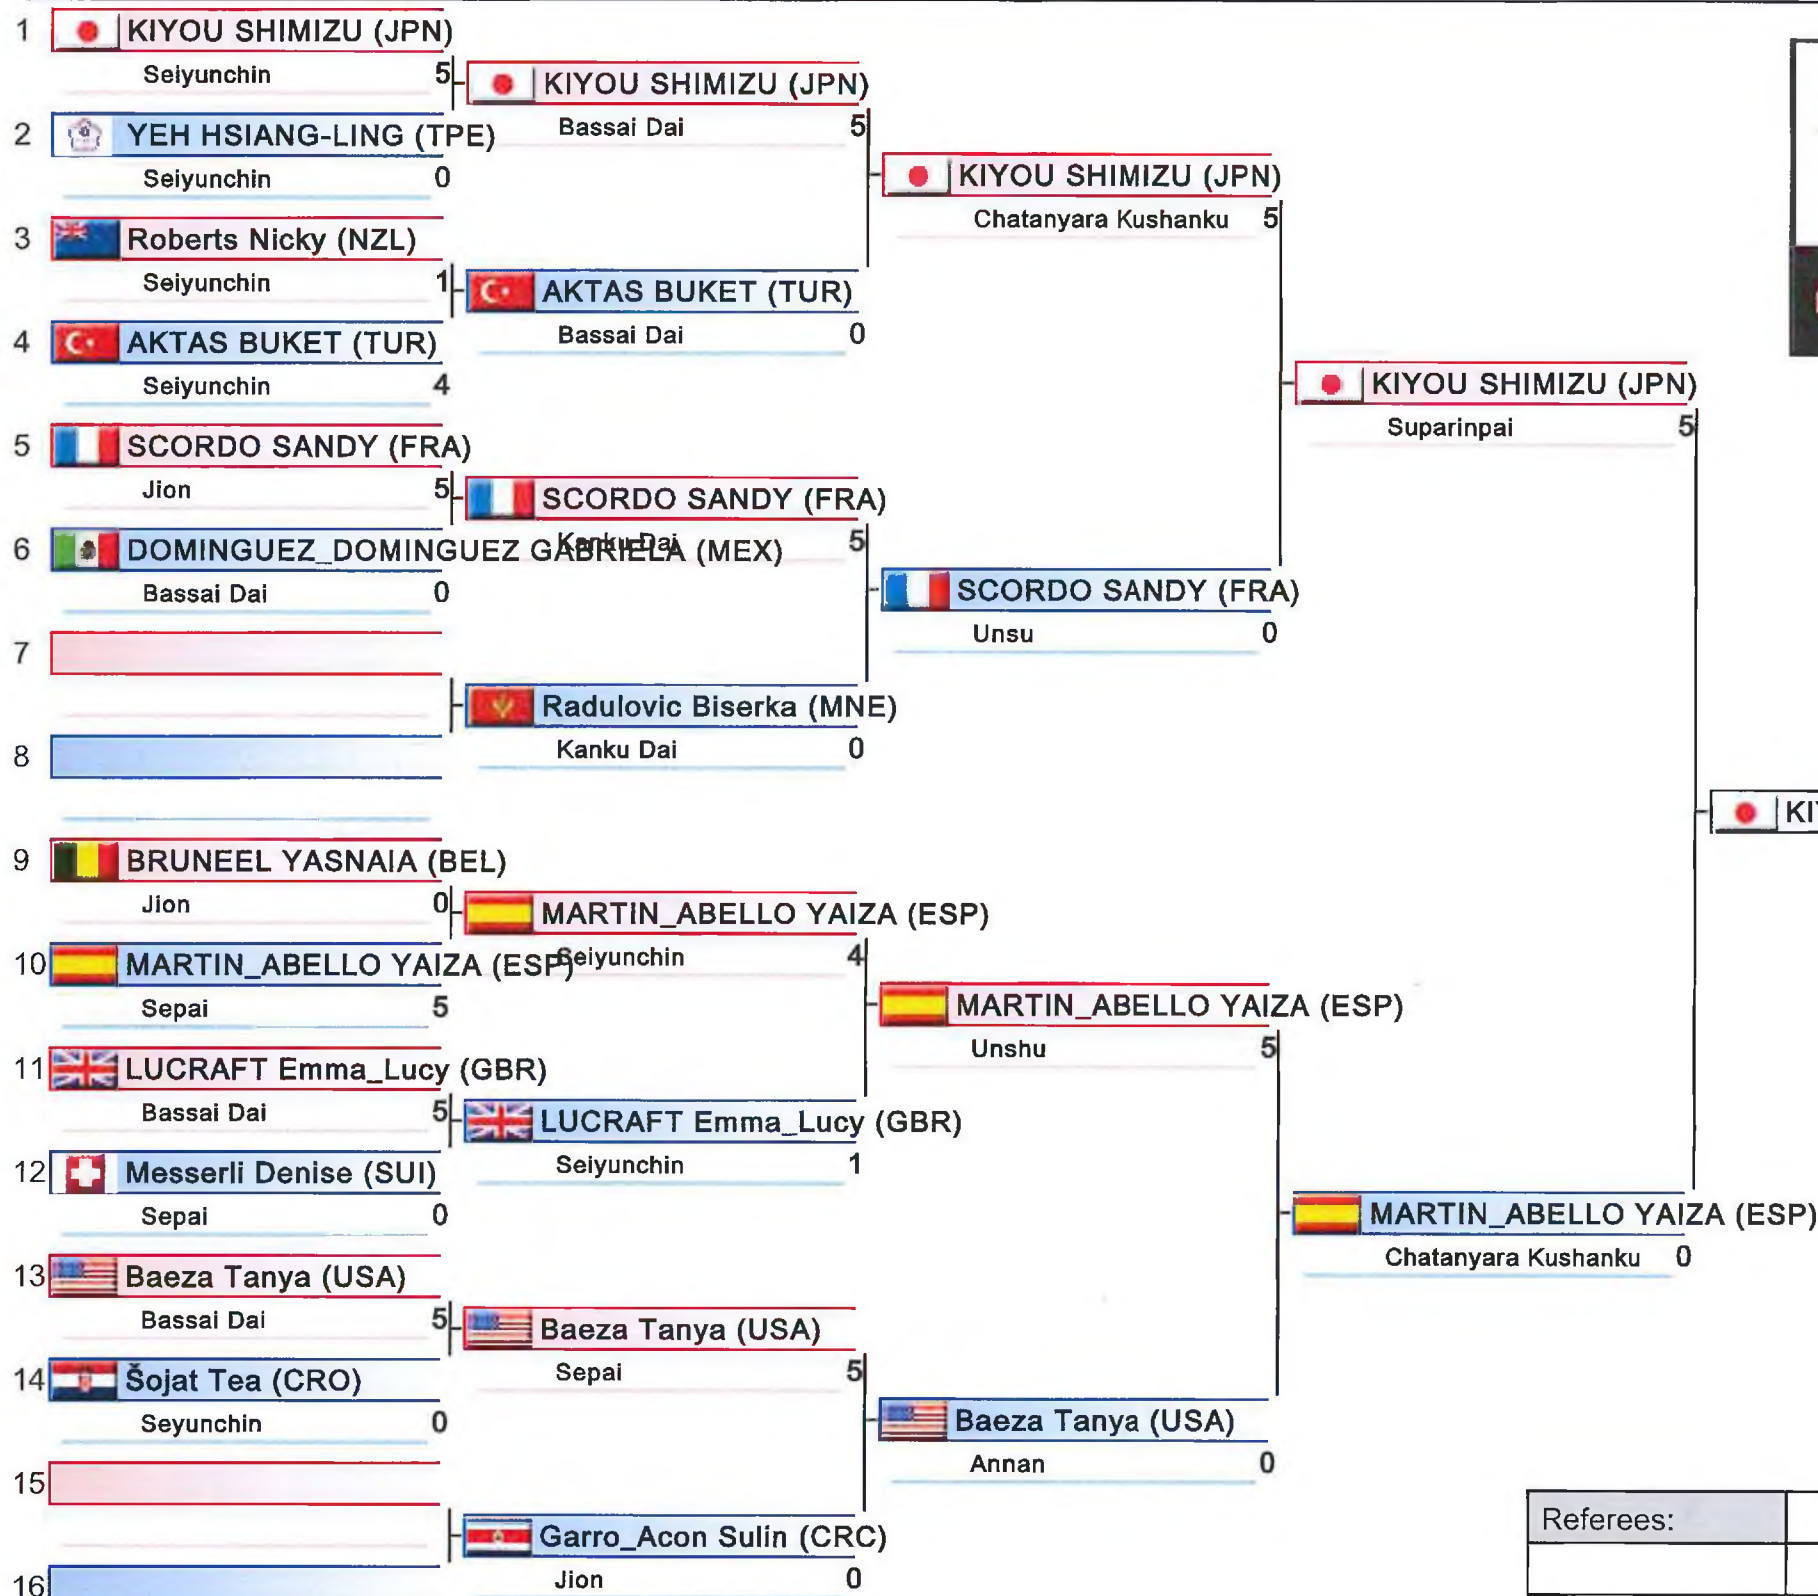 1 KIYOU SHIMIZU (JPN)
Seiyunchin 5
2 YEH HSIANG-LING (TPE)
Seiyunchin 0
3 Roberts Nicky (NZL)
Seiyunchin 1
4 AKTAS BUKET (TUR)
Seiyunchin 4
5 SCORDO SANDY (FRA)
Jion 5
6 DOMINGUEZ_DOMINGUEZ GABRIELA (MEX)
Bassai Dai 0
7
8
9 BRUNEEL YASNAIA (BEL)
Jion 0
10 MARTIN_ABELLO YAIZA (ESP)
Sepai 5
11 LUCRAFT Emma_Lucy (GBR)
Bassai Dai 5
12 Messerli Denise (SUI)
Sepai 0
13 Baeza Tanya (USA)
Bassai Dai 5
14 Šojat Tea (CRO)
Seyunchin 0
15
16
KIYOU SHIMIZU (JPN)
Bassai Dai 5
AKTAS BUKET (TUR)
Bassai Dai 0
SCORDO SANDY (FRA)
Kanku Dai 5
Radulovic Biserka (MNE)
Kanku Dai 0
MARTIN_ABELLO YAIZA (ESP)
Seiyunchin 4
LUCRAFT Emma_Lucy (GBR)
Seiyunchin 1
Baeza Tanya (USA)
Sepai 5
Garro_Acon Sulin (CRC)
Jion 0
KIYOU SHIMIZU (JPN)
Chatanyara Kushanku 5
SCORDO SANDY (FRA)
Unsu 0
MARTIN_ABELLO YAIZA (ESP)
Unshu 5
Baeza Tanya (USA)
Annan 0
KIYOU SHIMIZU (JPN)
Suparinpai 5
MARTIN_ABELLO YAIZA (ESP)
Chatanyara Kushanku 0
Referees: